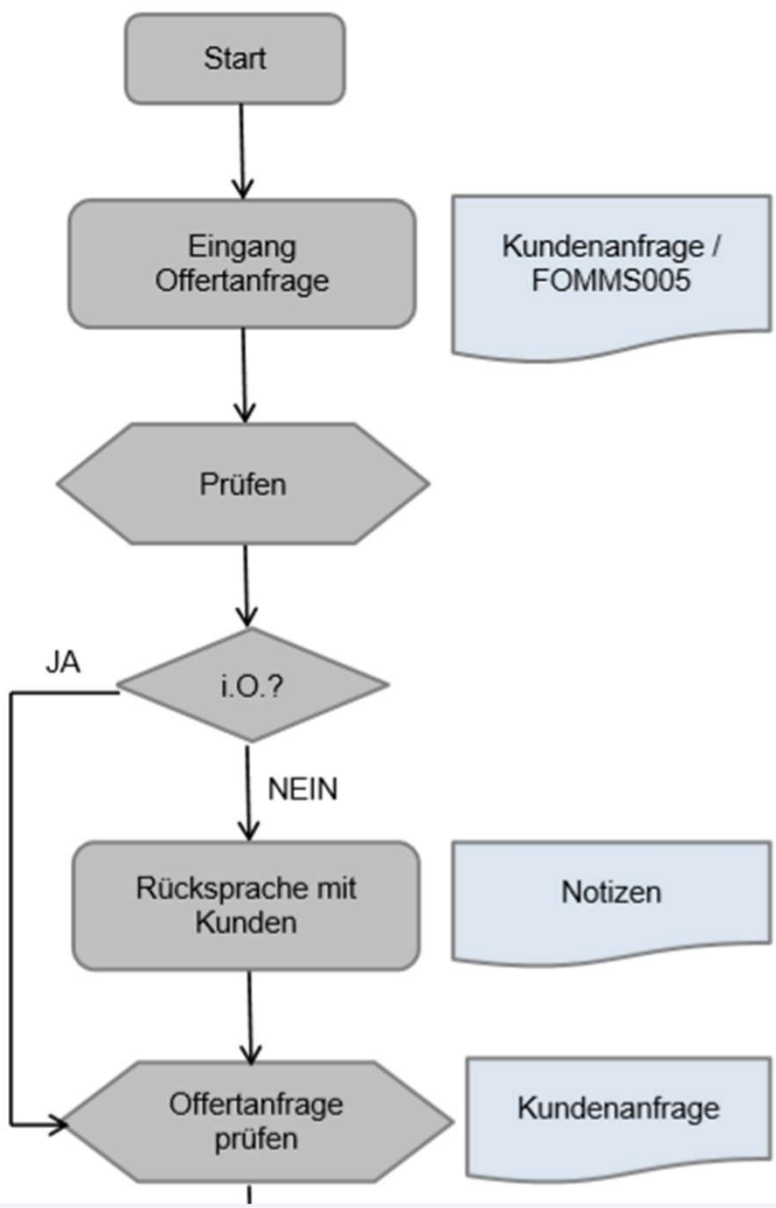 Start
Eingang
Offertanfrage
Kundenanfrage /
FOMMS005
Prüfen
i.O.?
JA
NEIN
Rücksprache mit
Kunden
Notizen
Offertanfrage
prüfen
Kundenanfrage